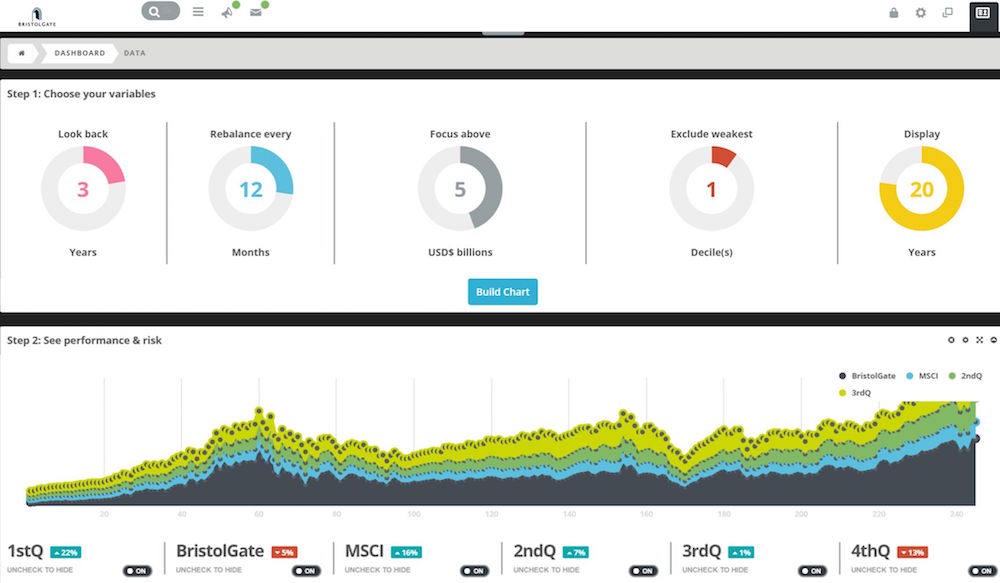 BRISTOLGATE
DASHBOARD DATA
Step 1: Choose your variables
Look back Rebalance every Focus above Exclude weakest Display
3 12 5 1 20
Years Months USD$ billions Decile(s) Years
Build Chart
Step 2: See performance & risk
BristolGate MSCI 2ndQ
3rdQ
20 40 60 80 100 120 140 160 180 200 220 240
1stQ 22% BristolGate 5% MSCI 16% 2ndQ 7% 3rdQ 1% 4thQ 13%
UNCHECK TO HIDE ON UNCHECK TO HIDE ON UNCHECK TO HIDE ON UNCHECK TO HIDE ON UNCHECK TO HIDE ON UNCHECK TO HIDE ON